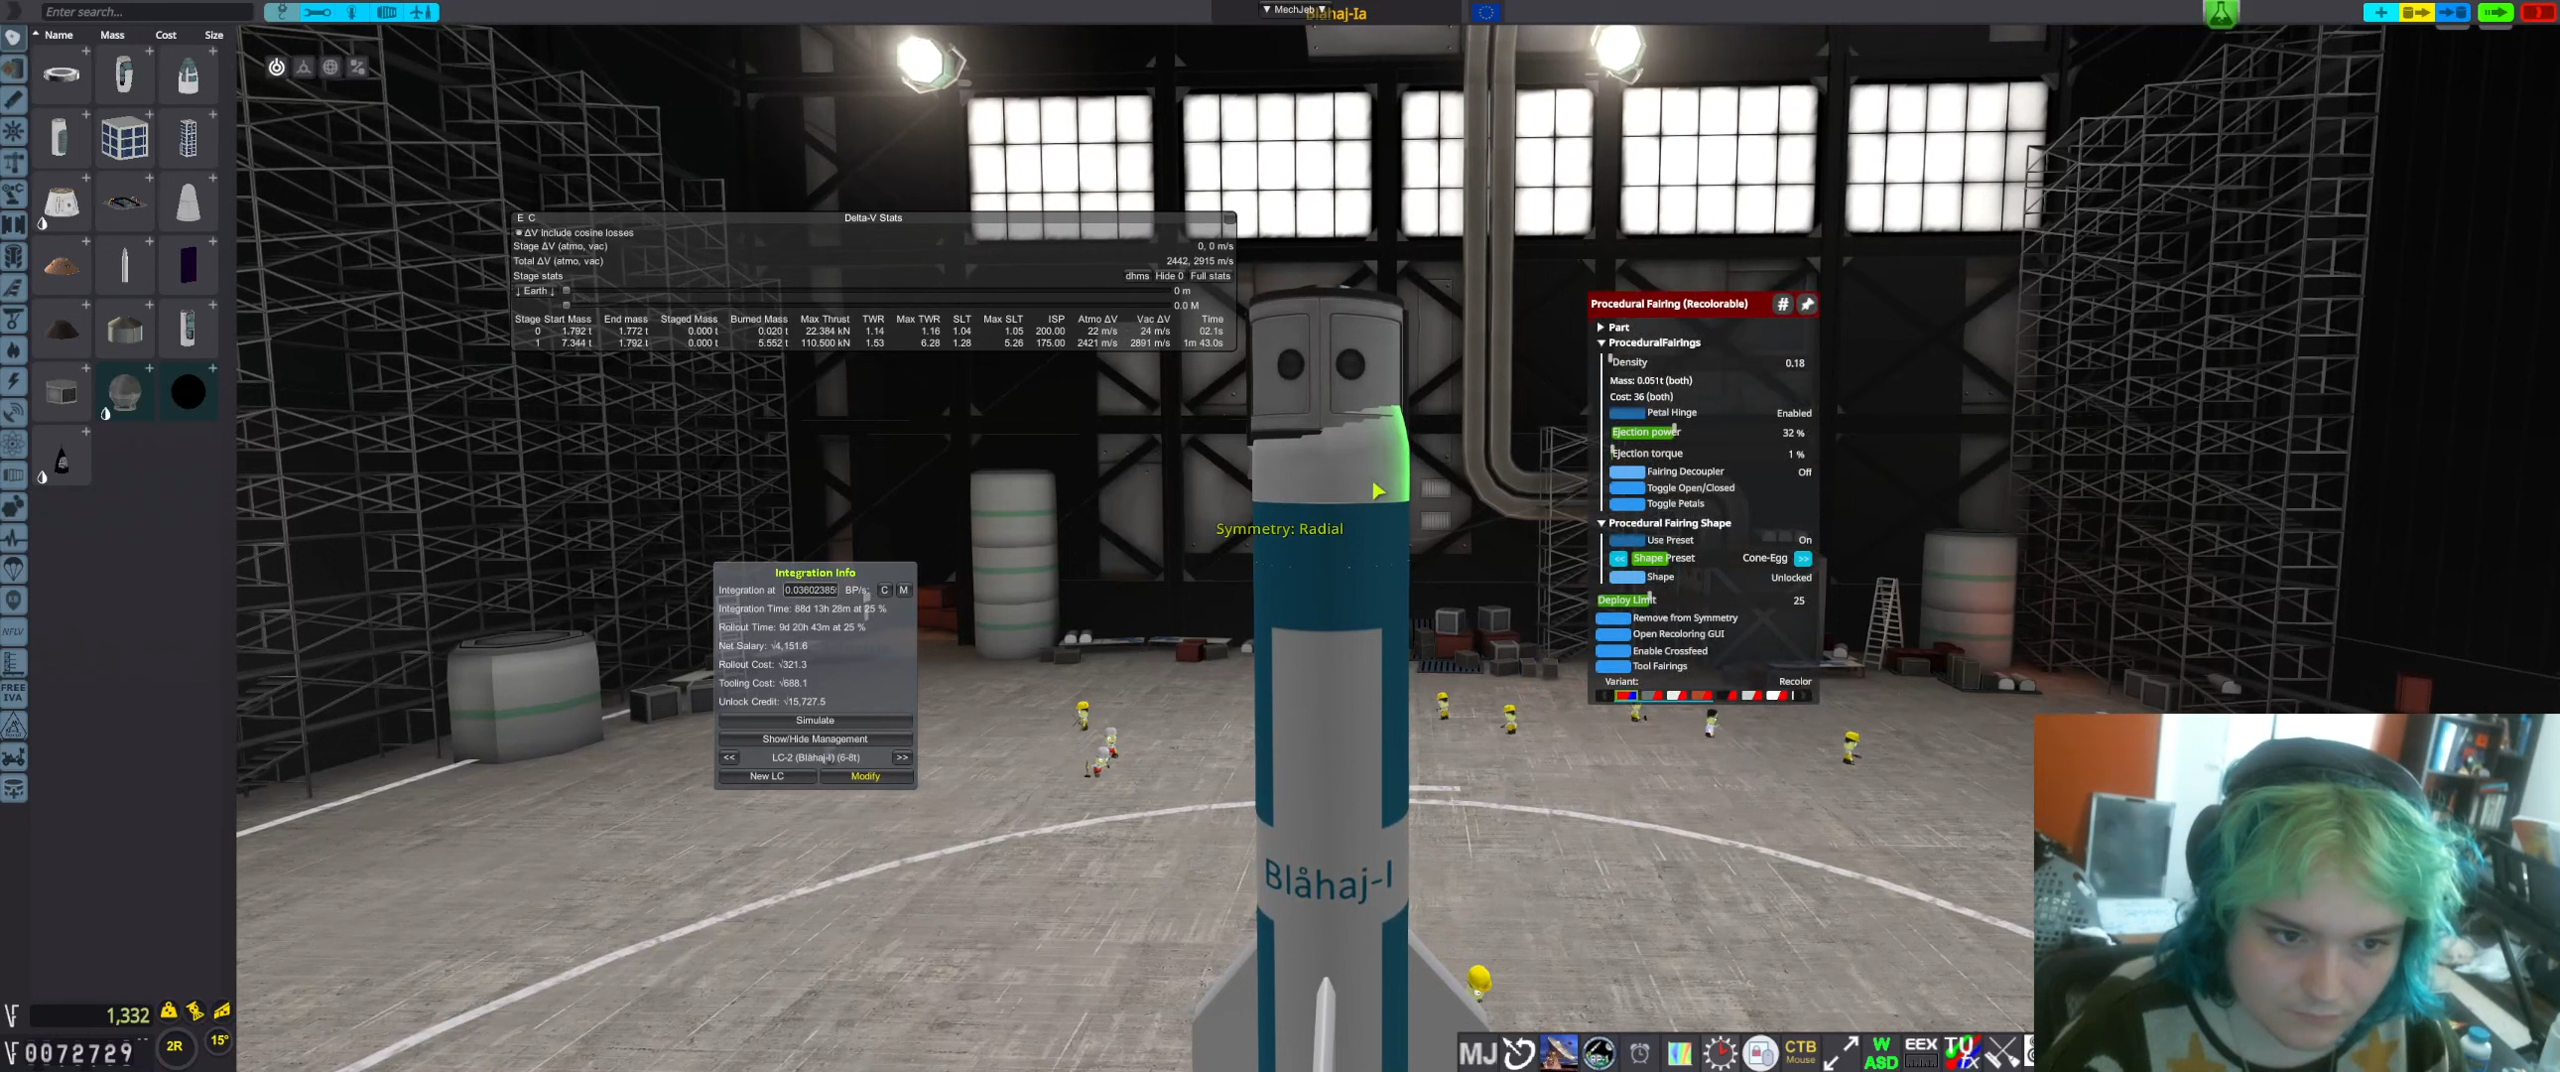 Enter search...
▼ MechJeb ▼
Blåhaj-Ia
Name Mass Cost Size
E C Delta-V Stats
ΔV Include cosine losses
Stage ΔV (atmo, vac) 0, 0 m/s
Total ΔV (atmo, vac) 2442, 2915 m/s
Stage stats dhms Hide 0 Full stats
↓ Earth ↓ 0 m
0.0 M
Stage Start Mass End mass Staged Mass Burned Mass Max Thrust TWR Max TWR SLT Max SLT ISP Atmo ΔV Vac ΔV Time
0 1.792 t 1.772 t 0.000 t 0.020 t 22.384 kN 1.14 1.16 1.04 1.05 200.00 22 m/s 24 m/s 02.1s
1 7.344 t 1.792 t 0.000 t 5.552 t 110.500 kN 1.53 6.28 1.28 5.26 175.00 2421 m/s 2891 m/s 1m 43.0s
Procedural Fairing (Recolorable) #
Part
ProceduralFairings
Density 0.18
Mass: 0.051t (both)
Cost: 36 (both)
Petal Hinge Enabled
Ejection power 32 %
Ejection torque 1 %
Fairing Decoupler Off
Toggle Open/Closed
Toggle Petals
Procedural Fairing Shape
Use Preset On
<< Shape Preset Cone-Egg >>
Shape Unlocked
Deploy Limit 25
Remove from Symmetry
Open Recoloring GUI
Enable Crossfeed
Tool Fairings
Variant: Recolor
Symmetry: Radial
Integration Info
Integration at 0.03602385 BP/s: C M
Integration Time: 88d 13h 28m at 25 %
Rollout Time: 9d 20h 43m at 25 %
Net Salary: √4,151.6
Rollout Cost: √321.3
Tooling Cost: √688.1
Unlock Credit: √15,727.5
Simulate
Show/Hide Management
<< LC-2 (Blåhaj-I) (6-8t) >>
New LC Modify
Blåhaj-I
NFLV
FREE
IVA
1,332
0072729
2R
15°
MJ
CTB
Mouse
W
ASD
EEX
TU
TX